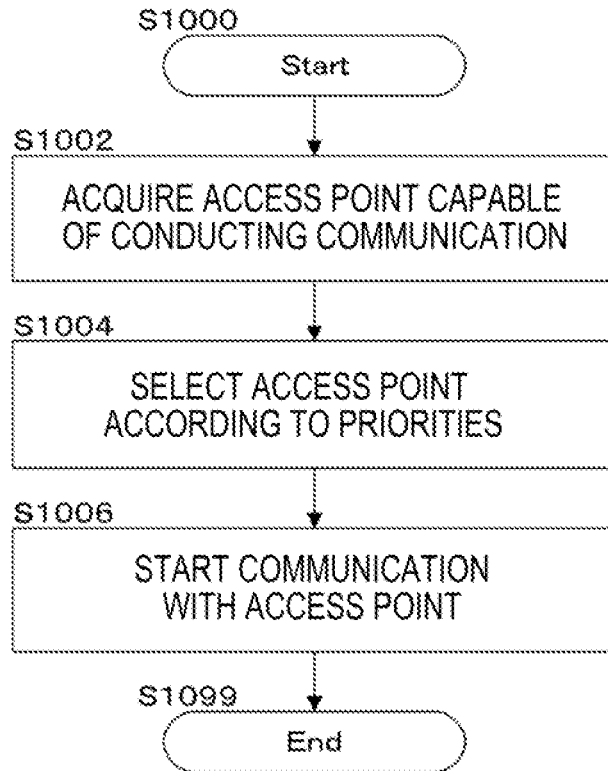 S1000
Start
S1002
ACQUIRE ACCESS POINT CAPABLE
OF CONDUCTING COMMUNICATION
S1004
SELECT ACCESS POINT
ACCORDING TO PRIORITIES
S1006
START COMMUNICATION
WITH ACCESS POINT
S1099
End